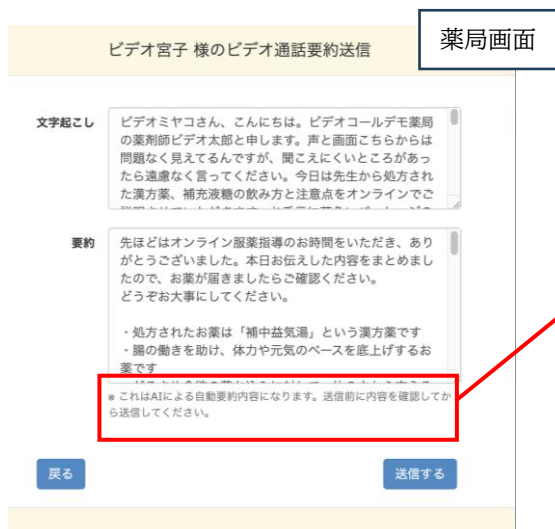 薬局画面
ビデオ宮子 様のビデオ通話要約送信
文字起こし
ビデオミヤコさん、こんにちは。ビデオコールデモ薬局
の薬剤師ビデオ太郎と申します。声と画面こちらからは
問題なく見えてるんですが、聞こえにくいところがあっ
たら遠慮なく言ってください。今日は先生から処方され
た漢方薬、補充液糖の飲み方と注意点をオンラインでご
要約
先ほどはオンライン服薬指導のお時間をいただき、あり
がとうございました。本日お伝えした内容をまとめまし
たので、お薬が届きましたらご確認ください。
どうぞお大事にしてください。
・処方されたお薬は「補中益気湯」という漢方薬です
・腸の働きを助け、体力や元気のベースを底上げするお
薬です
※ これはAIによる自動要約内容になります。送信前に内容を確認してか
ら送信してください。
戻る
送信する